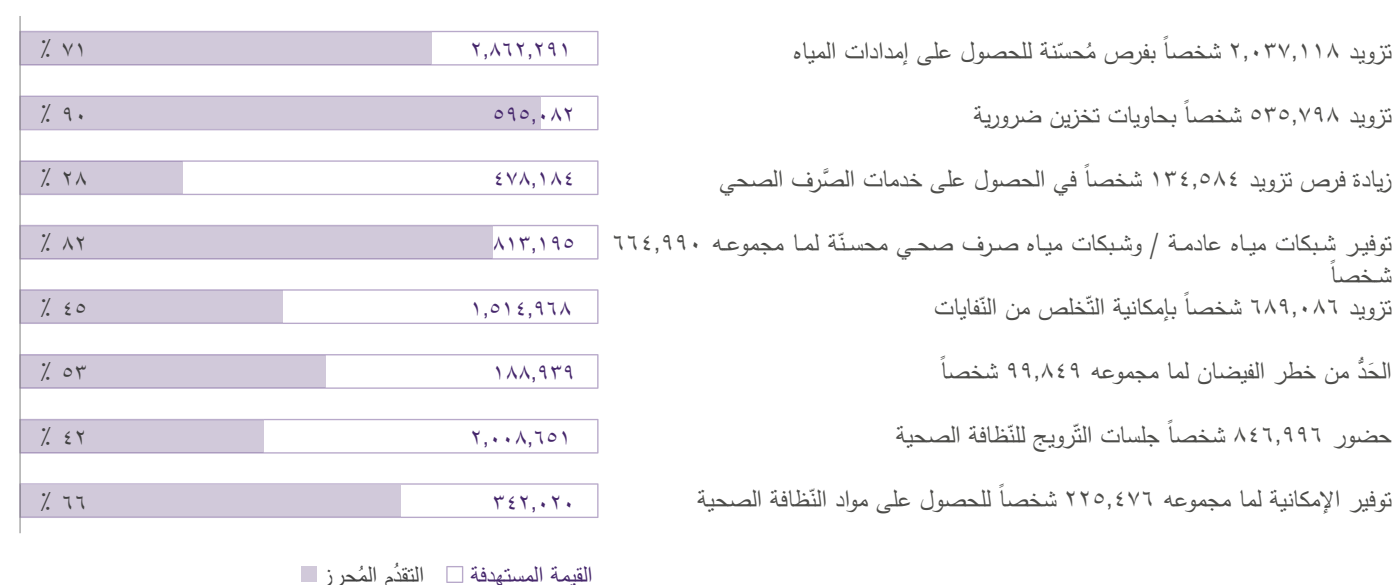 تزويد ٢,٠٣٧,١١٨ شخصاً بفرص مُحسّنة للحصول على إمدادات المياه
٢,٨٦٢,٢٩١
٪ ٧١
تزويد ٥٣٥,٧٩٨ شخصاً بحاويات تخزين ضرورية
٥٩٥,٠٨٢
٪ ٩٠
زيادة فرص تزويد ١٣٤,٥٨٤ شخصاً في الحصول على خدمات الصَّرف الصحي
٤٧٨,١٨٤
٪ ٢٨
توفير شبكات مياه عادمة / وشبكات مياه صرف صحي محسنّة لما مجموعه ٦٦٤,٩٩٠
شخصاً
٨١٣,١٩٥
٪ ٨٢
تزويد ٦٨٩,٠٨٦ شخصاً بإمكانية التّخلص من النّفايات
١,٥١٤,٩٦٨
٪ ٤٥
الحَدُّ من خطر الفيضان لما مجموعه ٩٩,٨٤٩ شخصاً
١٨٨,٩٣٩
٪ ٥٣
حضور ٨٤٦,٩٩٦ شخصاً جلسات التّرويج للنّظافة الصحية
٢,٠٠٨,٦٥١
٪ ٤٢
توفير الإمكانية لما مجموعه ٢٢٥,٤٧٦ شخصاً للحصول على مواد النّظافة الصحية
٣٤٢,٠٢٠
٪ ٦٦
القيمة المستهدفة
التقدُم المُحرز